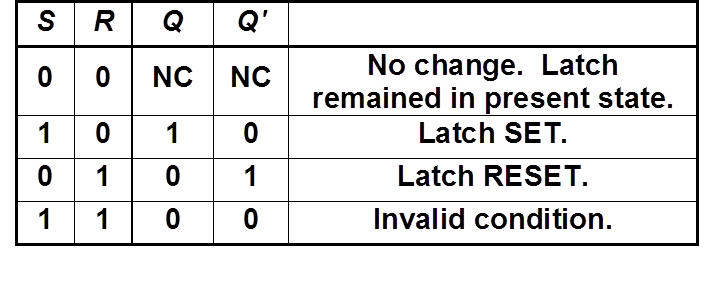 S R Q Q'
0 0 NC NC No change. Latch
remained in present state.
1 0 1 0 Latch SET.
0 1 0 1 Latch RESET.
1 1 0 0 Invalid condition.